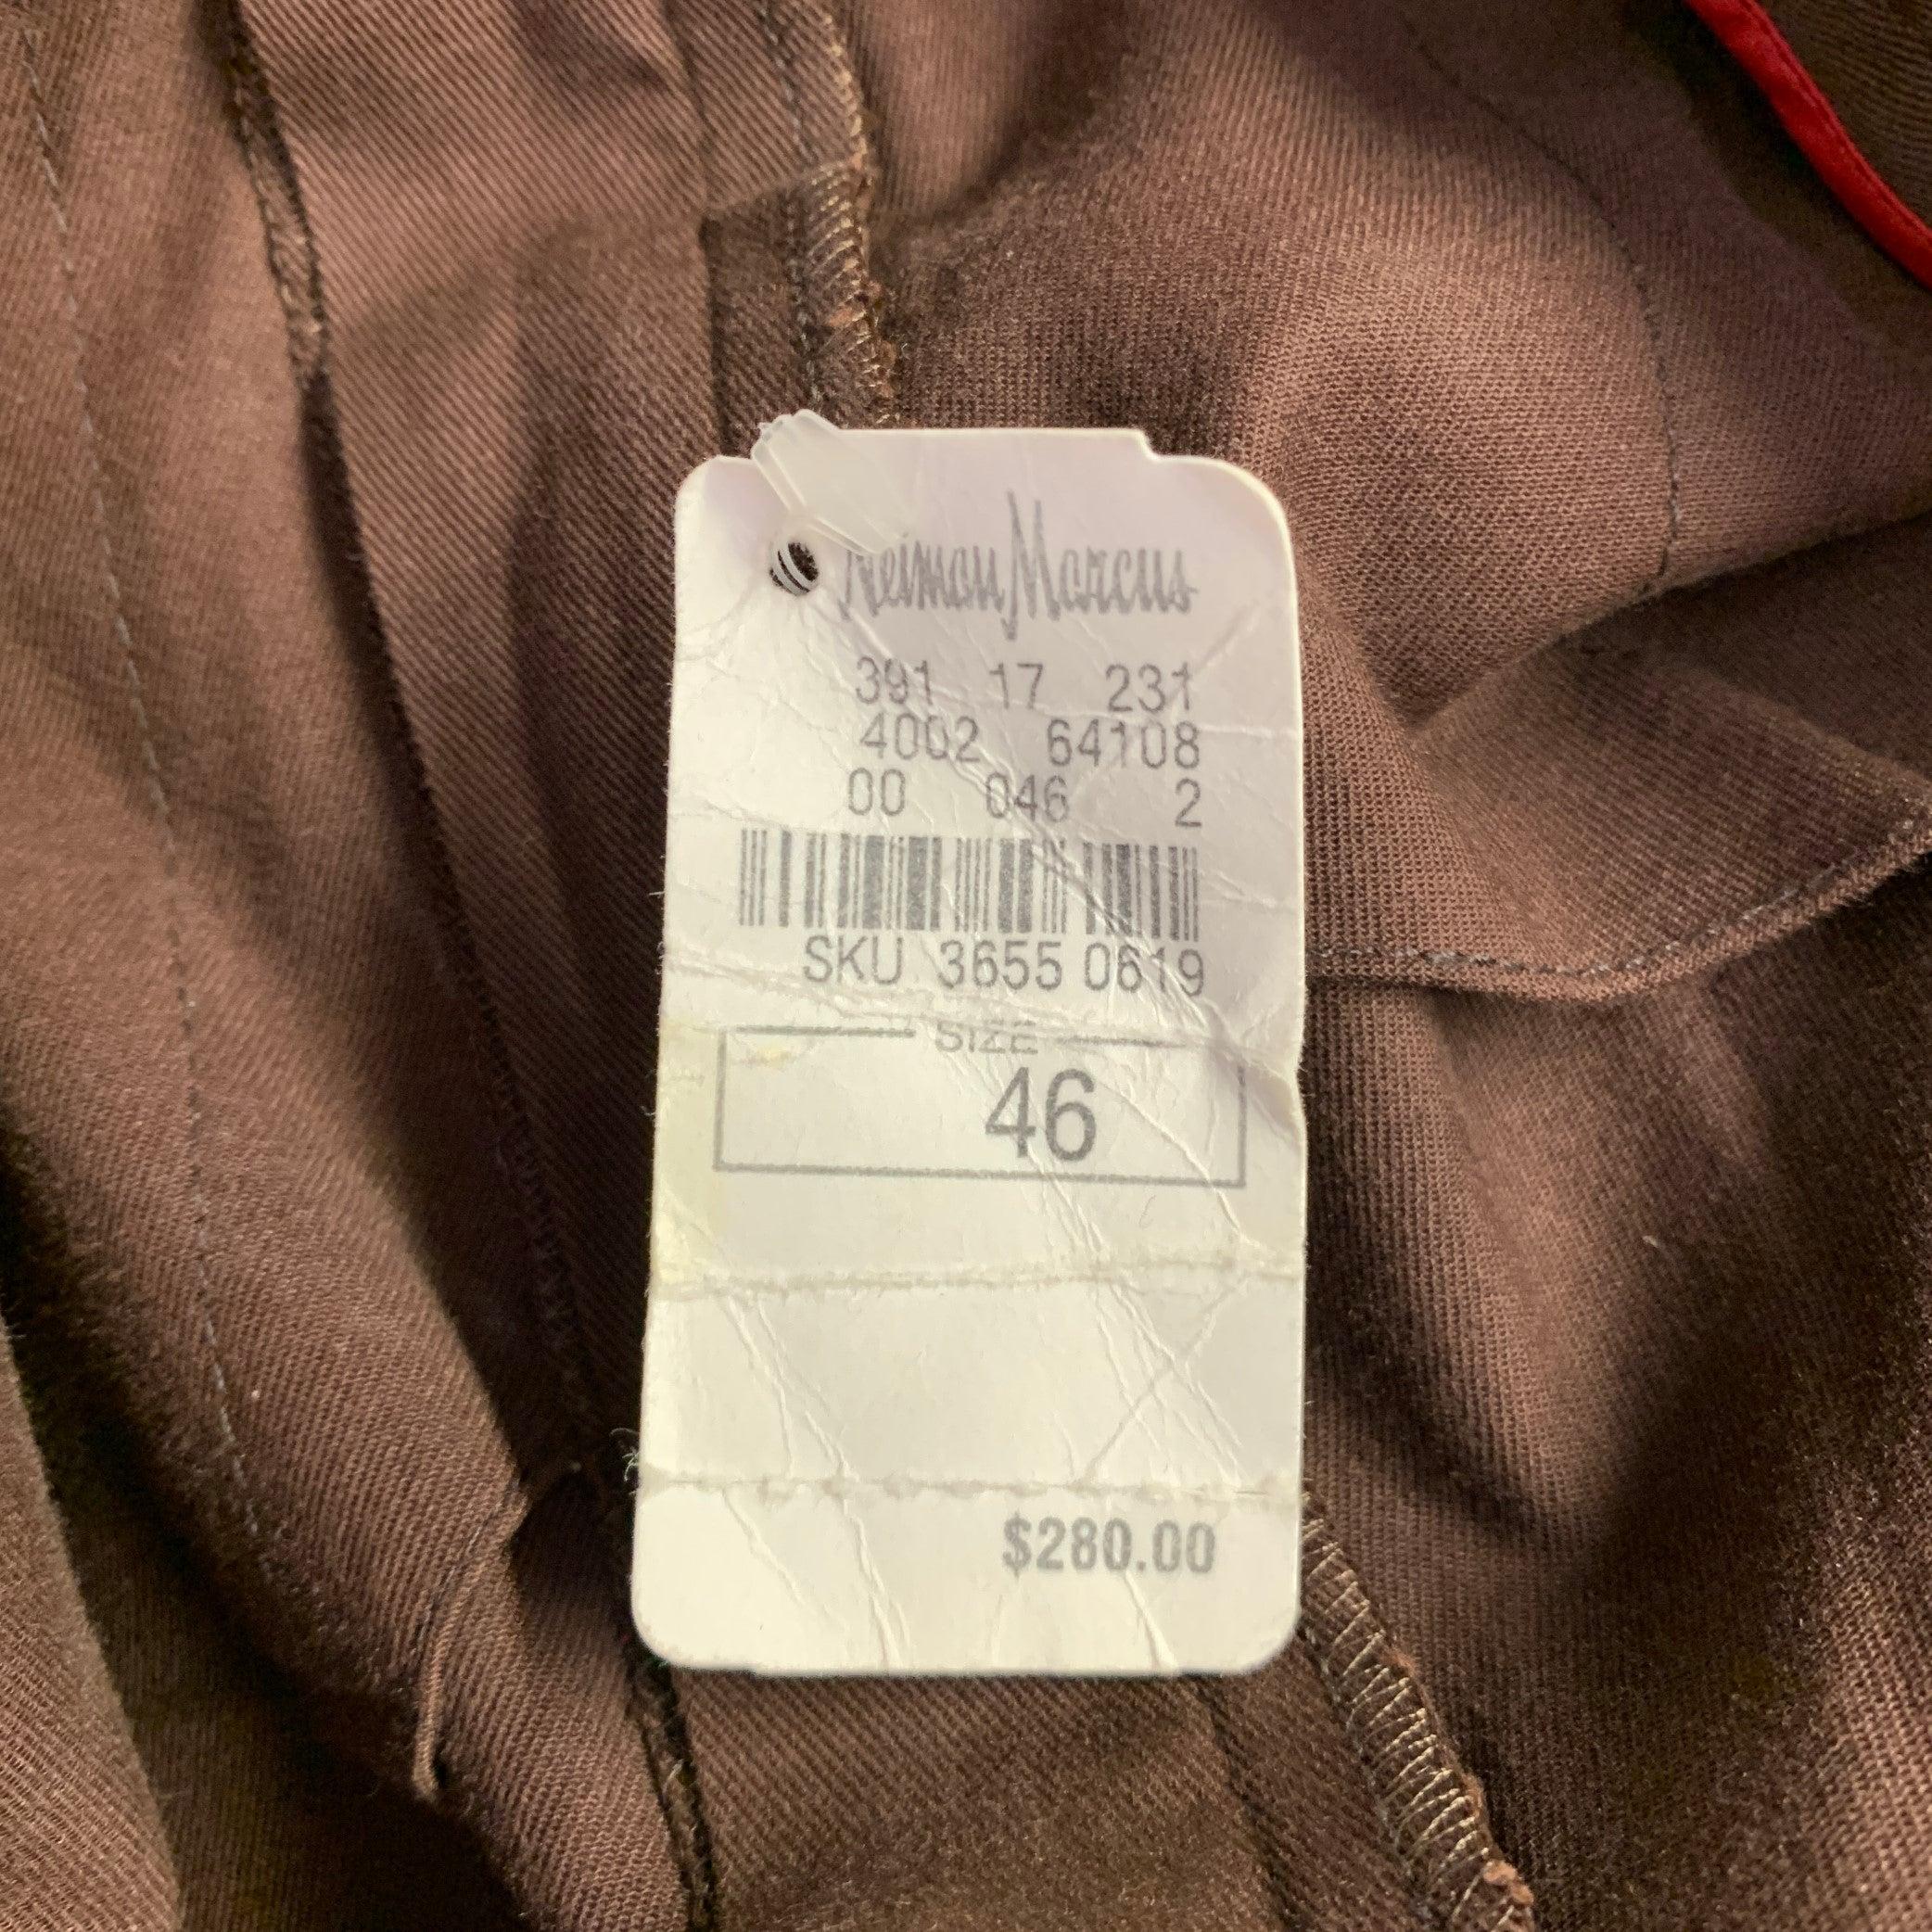 Neiman Marcus
391 17 231
4002 64108
00 046 2
SKU 3655 0619
SIZE
46
$280.00